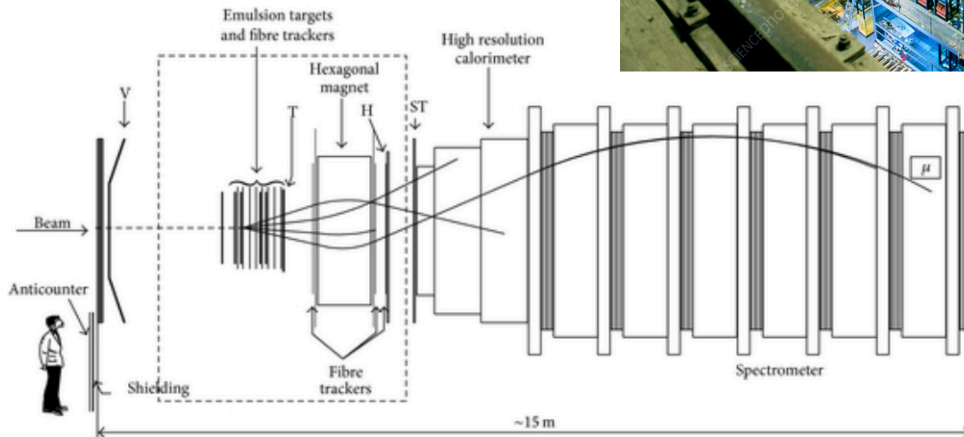 Emulsion targets
and fibre trackers
High resolution
calorimeter
Hexagonal
magnet
V
T
H
ST
μ
Beam
Anticounter
Shielding
Fibre
trackers
Spectrometer
~15 m